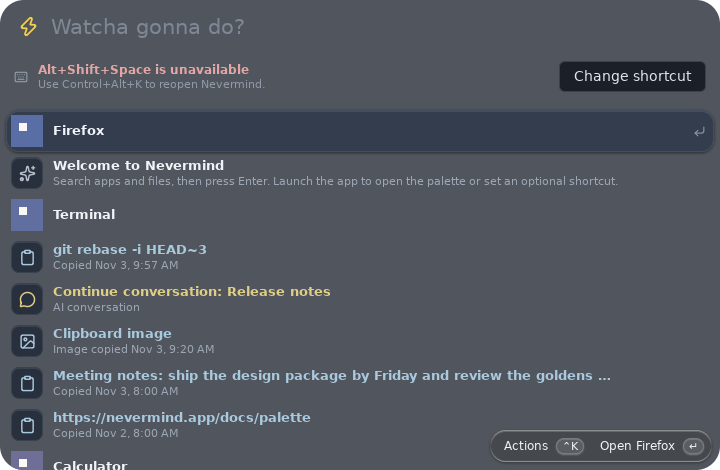 Watcha gonna do?
Alt+Shift+Space is unavailable
Use Control+Alt+K to reopen Nevermind.
Change shortcut
Firefox
Welcome to Nevermind
Search apps and files, then press Enter. Launch the app to open the palette or set an optional shortcut.
Terminal
git rebase -i HEAD~3
Copied Nov 3, 9:57 AM
Continue conversation: Release notes
AI conversation
Clipboard image
Image copied Nov 3, 9:20 AM
Meeting notes: ship the design package by Friday and review the goldens ...
Copied Nov 3, 8:00 AM
https://nevermind.app/docs/palette
Copied Nov 2, 8:00 AM
Actions ^K Open Firefox ↵
Calculator